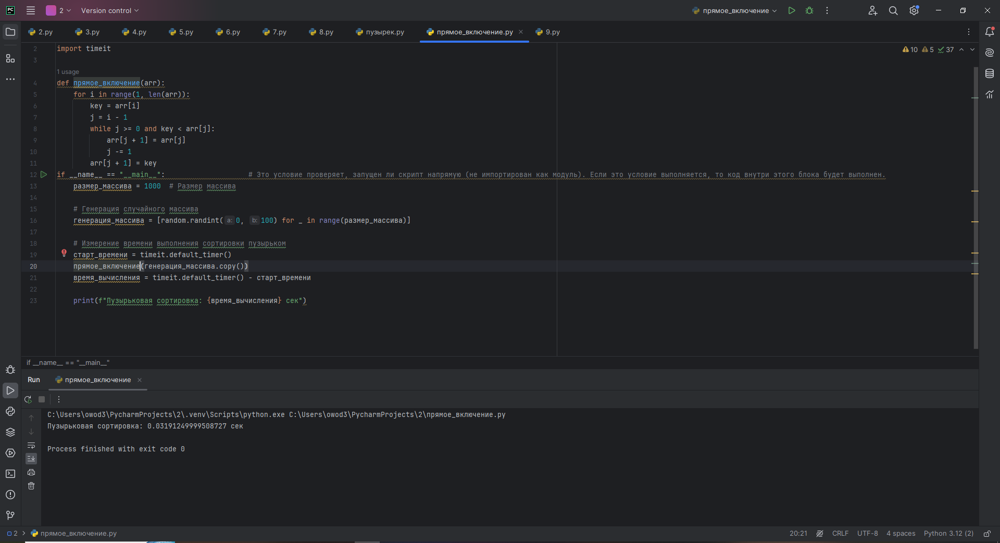 PC 2 Version control прямое_включение
2.py 3.py 4.py 5.py 6.py 7.py 8.py пузырек.py прямое_включение.py 9.py
10 5 37
2 import timeit
3
1 usage
4 def прямое_включение(arr):
5 for i in range(1, len(arr)):
6 key = arr[i]
7 j = i - 1
8 while j >= 0 and key < arr[j]:
9 arr[j + 1] = arr[j]
10 j -= 1
11 arr[j + 1] = key
12 if __name__ == "__main__": # Это условие проверяет, запущен ли скрипт напрямую (не импортирован как модуль). Если это условие выполняется, то код внутри этого блока будет выполнен.
13 размер_массива = 1000 # Размер массива
14
15 # Генерация случайного массива
16 генерация_массива = [random.randint( a: 0, b: 100) for _ in range(размер_массива)]
17
18 # Измерение времени выполнения сортировки пузырьком
19 старт_времени = timeit.default_timer()
20 прямое_включение(генерация_массива.copy())
21 время_вычисления = timeit.default_timer() - старт_времени
22
23 print(f"Пузырьковая сортировка: {время_вычисления} сек")
if __name__ == "__main__"
Run прямое_включение
C:\Users\owod3\PycharmProjects\2\.venv\Scripts\python.exe C:\Users\owod3\PycharmProjects\2\прямое_включение.py
Пузырьковая сортировка: 0.03191249999508727 сек
Process finished with exit code 0
2 прямое_включение.py 20:21 CRLF UTF-8 4 spaces Python 3.12 (2)